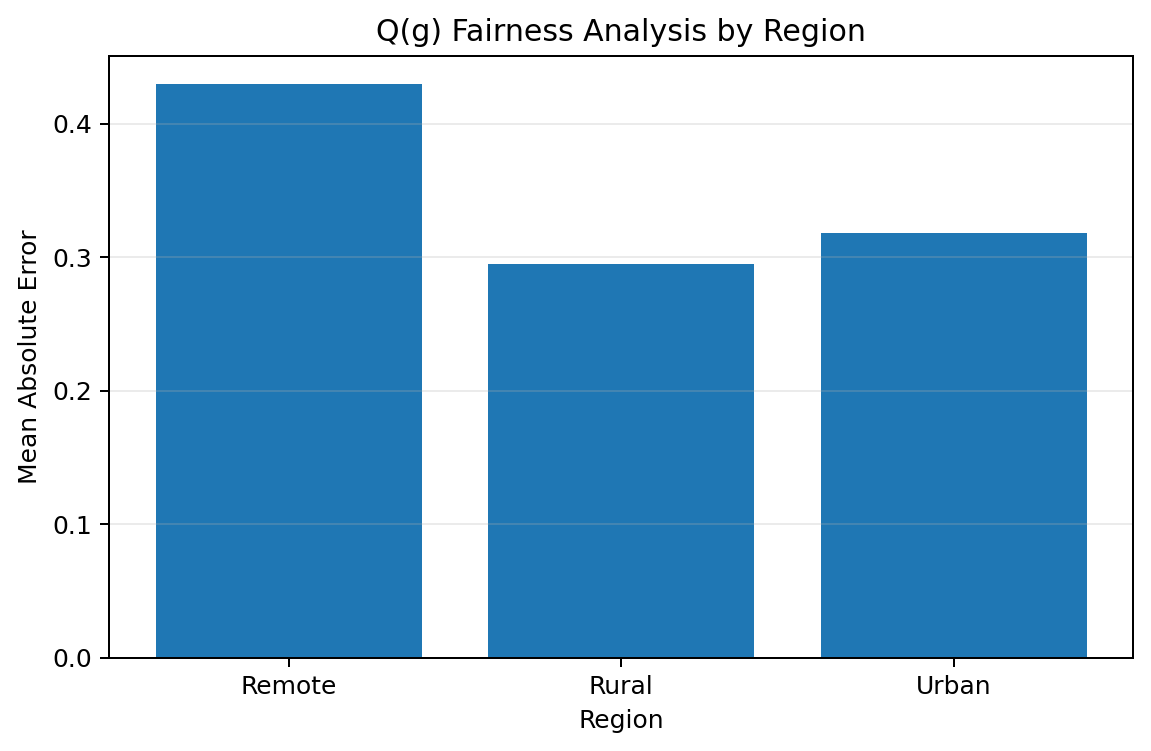 Q(g) Fairness Analysis by Region
Mean Absolute Error
0.4
0.3
0.2
0.1
0.0
Remote Rural Urban
Region